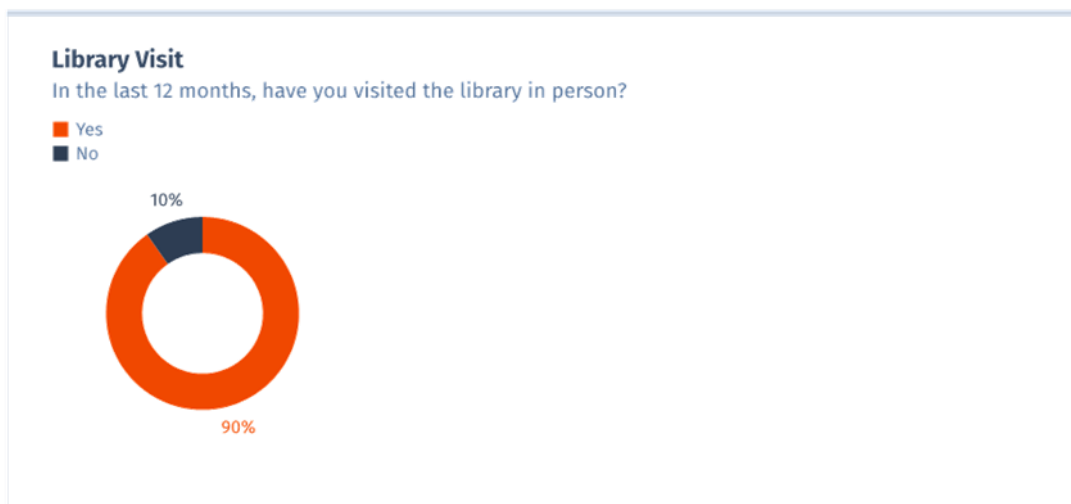 Library Visit
In the last 12 months, have you visited the library in person?
Yes
No
10%
90%